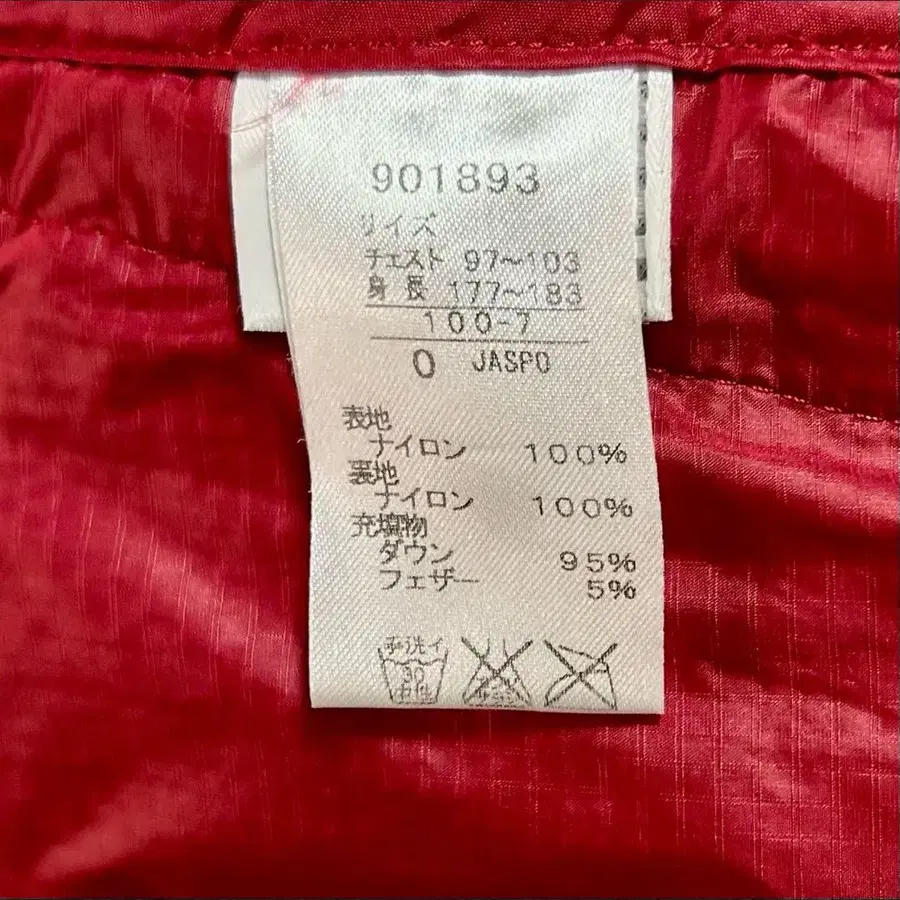 901893
サイズ
チェスト 97～103
身長 177～183
100-7
O JASPO
表地
ナイロン 100%
裏地
ナイロン 100%
充填物
ダウン 95%
フェザー 5%
手洗イ
30
中性